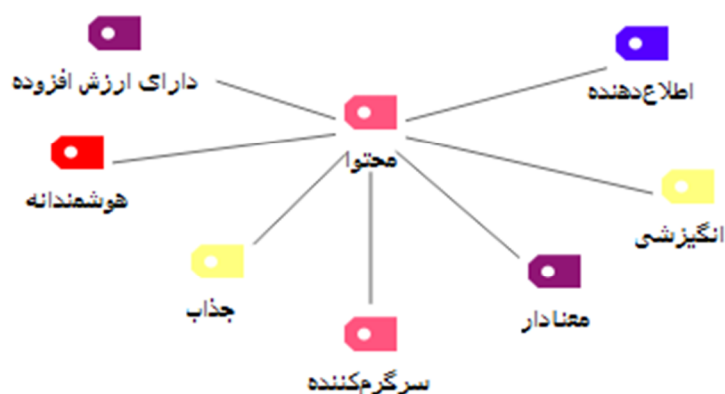 دارای ارزش افزوده
اطلاع‌دهنده
محتوا
هوشمندانه
انگیزشی
جذاب
معنادار
سرگرم‌کننده